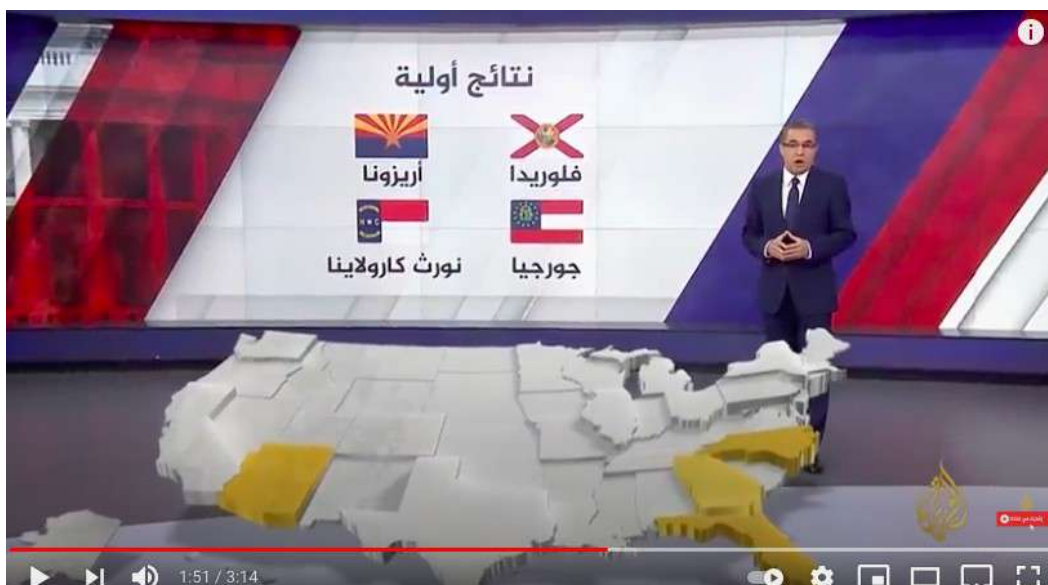 نتائج أولية
فلوريدا
أريزونا
جورجيا
نورث كارولاينا
1:51 / 3:14